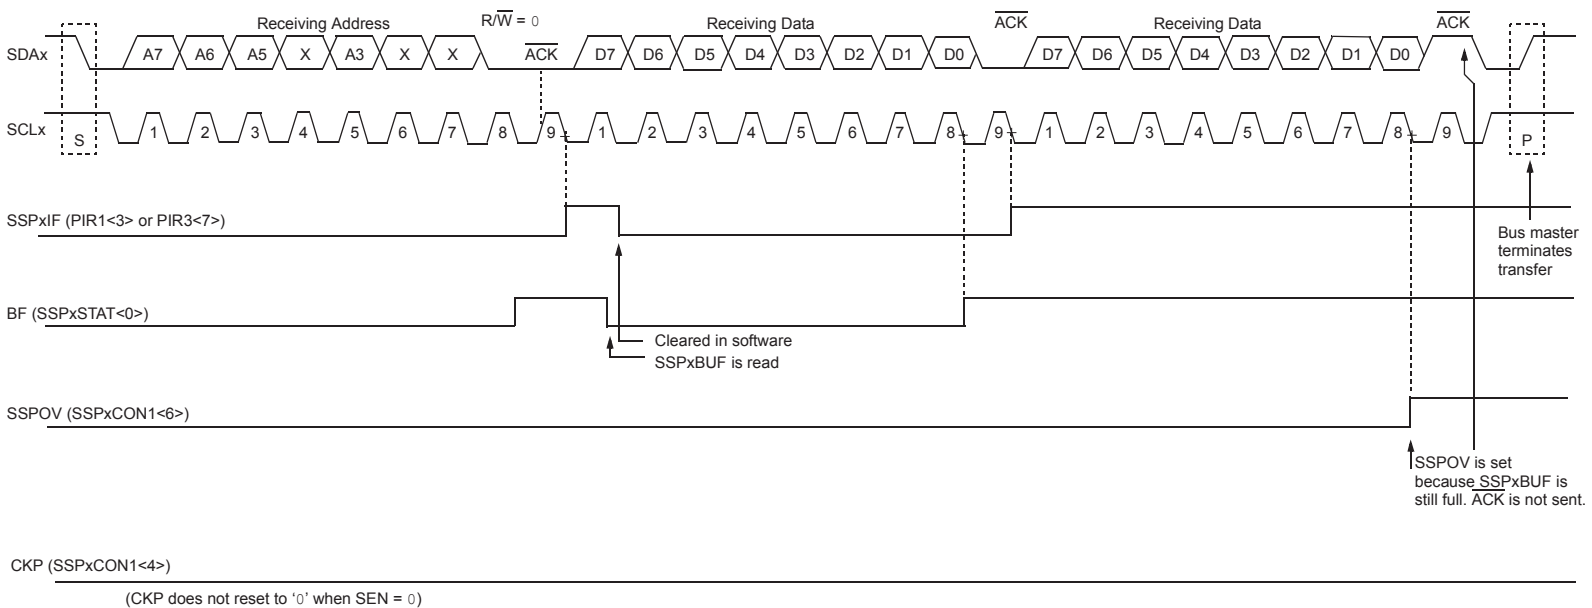 Receiving Address
R/W̅ = 0
Receiving Data
A̅C̅K̅
Receiving Data
A̅C̅K̅
SDAx
A7 A6 A5 X A3 X X
A̅C̅K̅
D7 D6 D5 D4 D3 D2 D1 D0
D7 D6 D5 D4 D3 D2 D1 D0
SCLx
S
1 2 3 4 5 6 7 8 9
1 2 3 4 5 6 7 8 9
1 2 3 4 5 6 7 8 9
P
SSPxIF (PIR1<3> or PIR3<7>)
Bus master
terminates
transfer
BF (SSPxSTAT<0>)
Cleared in software
SSPxBUF is read
SSPOV (SSPxCON1<6>)
SSPOV is set
because SSPxBUF is
still full. A̅C̅K̅ is not sent.
CKP (SSPxCON1<4>)
(CKP does not reset to ‘0’ when SEN = 0)